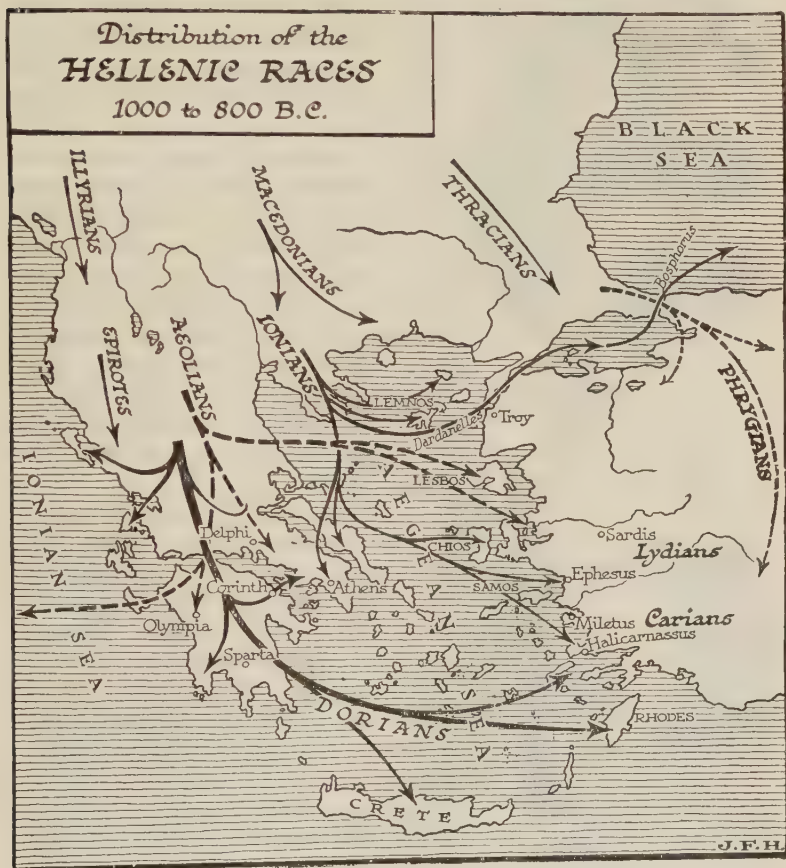 Distribution of the
HELLENIC RACES
1000 to 800 B.C.
BLACK
SEA
ILLYRIANS
MACEDONIANS
THRACIANS
Bosphorus
EPIROTES
AEOLIANS
IONIANS
LEMNOS
Dardanelles
Troy
PHRYGIANS
IONIAN SEA
AEGEAN SEA
LESBOS
Delphi
CHIOS
Sardis
Lydians
Corinth
Athens
SAMOS
Ephesus
Olympia
Miletus
Carians
Halicarnassus
Sparta
DORIANS
RHODES
CRETE
J.F.H.